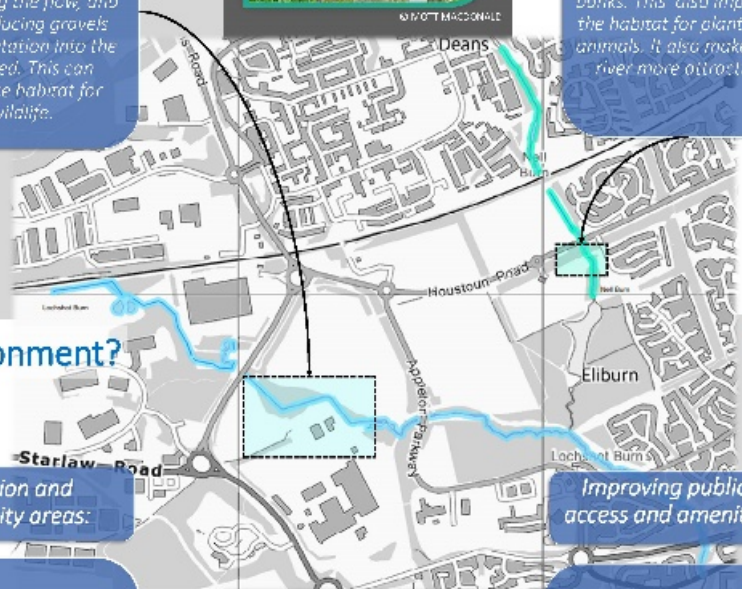 g the flow, and
ducing gravels
tation into the
ed. This can
e habitat for
wildlife.
© MOTT MACDONALD
banks. This also imp
the habitat for plant
animals. It also make
river more attract
Deans
s-Road
Nell
Burn
Houstoun-Road
Lochshot Burn
Nell Burn
onment?
Appleton-Parkway
Eliburn
Starlaw-Road
Lochshot Burn
ion and
ity areas:
Improving public
access and amenit